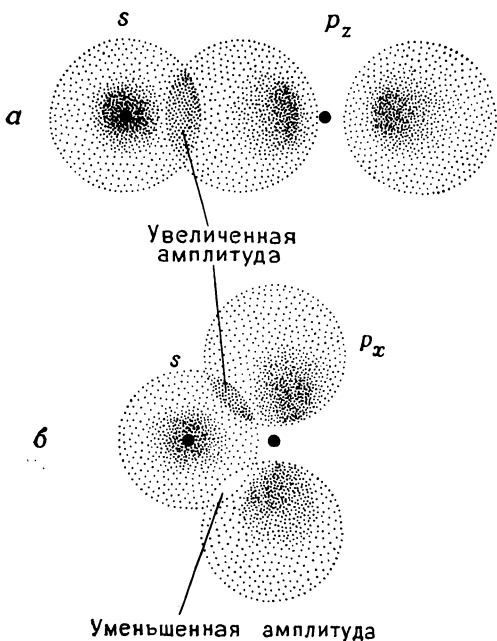 s
p_z
а
Увеличенная
амплитуда
p_x
s
б
Уменьшенная амплитуда